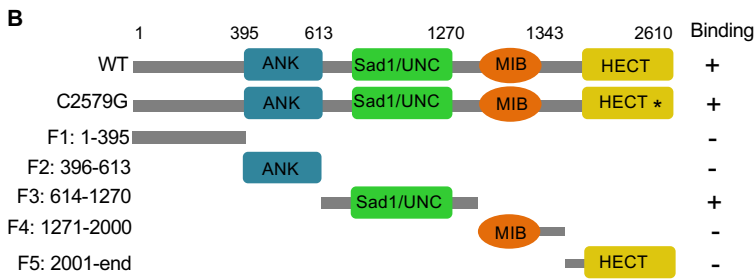 B
1 395 613 1270 1343 2610 Binding
WT ANK Sad1/UNC MIB HECT +
C2579G ANK Sad1/UNC MIB HECT * +
F1: 1-395 -
F2: 396-613 ANK -
F3: 614-1270 Sad1/UNC +
F4: 1271-2000 MIB -
F5: 2001-end HECT -